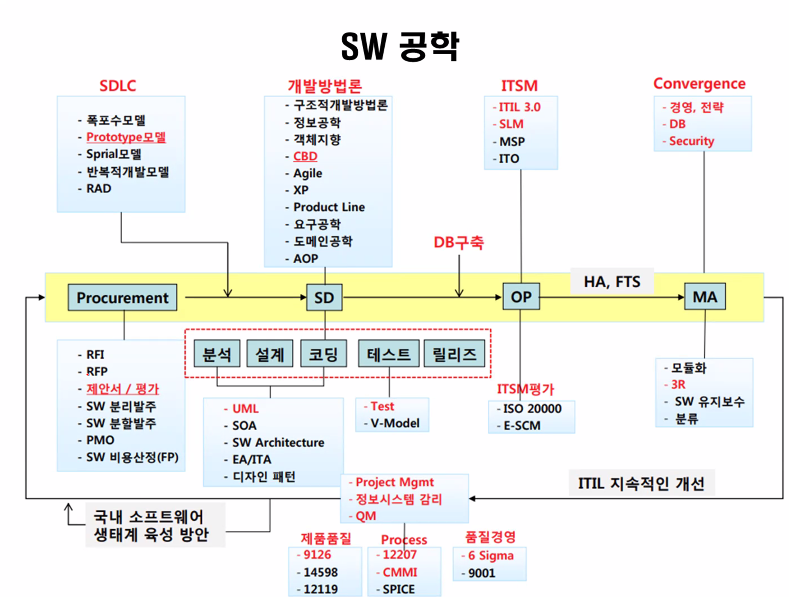 SW 공학
SDLC
- 폭포수모델
- Prototype모델
- Sprial모델
- 반복적개발모델
- RAD
개발방법론
- 구조적개발방법론
- 정보공학
- 객체지향
- CBD
- Agile
- XP
- Product Line
- 요구공학
- 도메인공학
- AOP
ITSM
- ITIL 3.0
- SLM
- MSP
- ITO
Convergence
- 경영, 전략
- DB
- Security
DB구축
HA, FTS
Procurement
SD
OP
MA
분석
설계
코딩
테스트
릴리즈
- RFI
- RFP
- 제안서 / 평가
- SW 분리발주
- SW 분할발주
- PMO
- SW 비용산정(FP)
- UML
- SOA
- SW Architecture
- EA/ITA
- 디자인 패턴
- Test
- V-Model
ITSM평가
- ISO 20000
- E-SCM
- 모듈화
- 3R
- SW 유지보수
- 분류
- Project Mgmt
- 정보시스템 감리
- QM
ITIL 지속적인 개선
국내 소프트웨어
생태계 육성 방안
제품품질
- 9126
- 14598
- 12119
Process
- 12207
- CMMI
- SPICE
품질경영
- 6 Sigma
- 9001